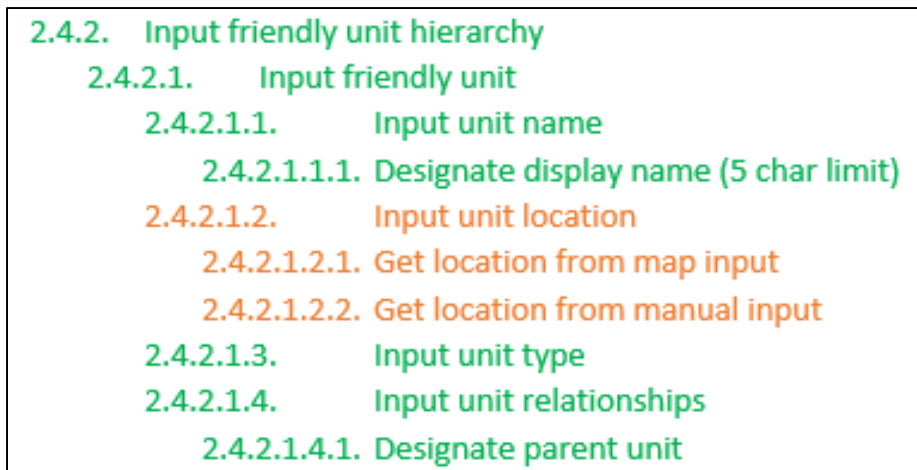 2.4.2. Input friendly unit hierarchy
2.4.2.1. Input friendly unit
2.4.2.1.1. Input unit name
2.4.2.1.1.1. Designate display name (5 char limit)
2.4.2.1.2. Input unit location
2.4.2.1.2.1. Get location from map input
2.4.2.1.2.2. Get location from manual input
2.4.2.1.3. Input unit type
2.4.2.1.4. Input unit relationships
2.4.2.1.4.1. Designate parent unit